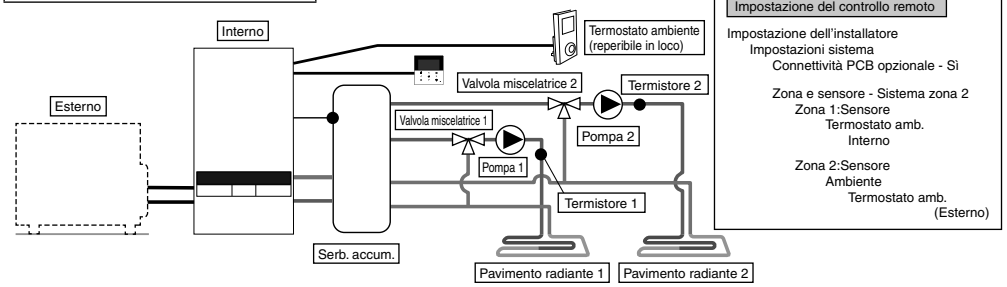 Impostazione del controllo remoto
Impostazione dell'installatore
Impostazioni sistema
Connettività PCB opzionale - Sì
Zona e sensore - Sistema zona 2
Zona 1:Sensore
Termostato amb.
Interno
Zona 2:Sensore
Ambiente
Termostato amb.
(Esterno)
Interno
Termostato ambiente
(reperibile in loco)
Esterno
Valvola miscelatrice 2
Termistore 2
Valvola miscelatrice 1
Pompa 2
Pompa 1
Termistore 1
Serb. accum.
Pavimento radiante 1
Pavimento radiante 2